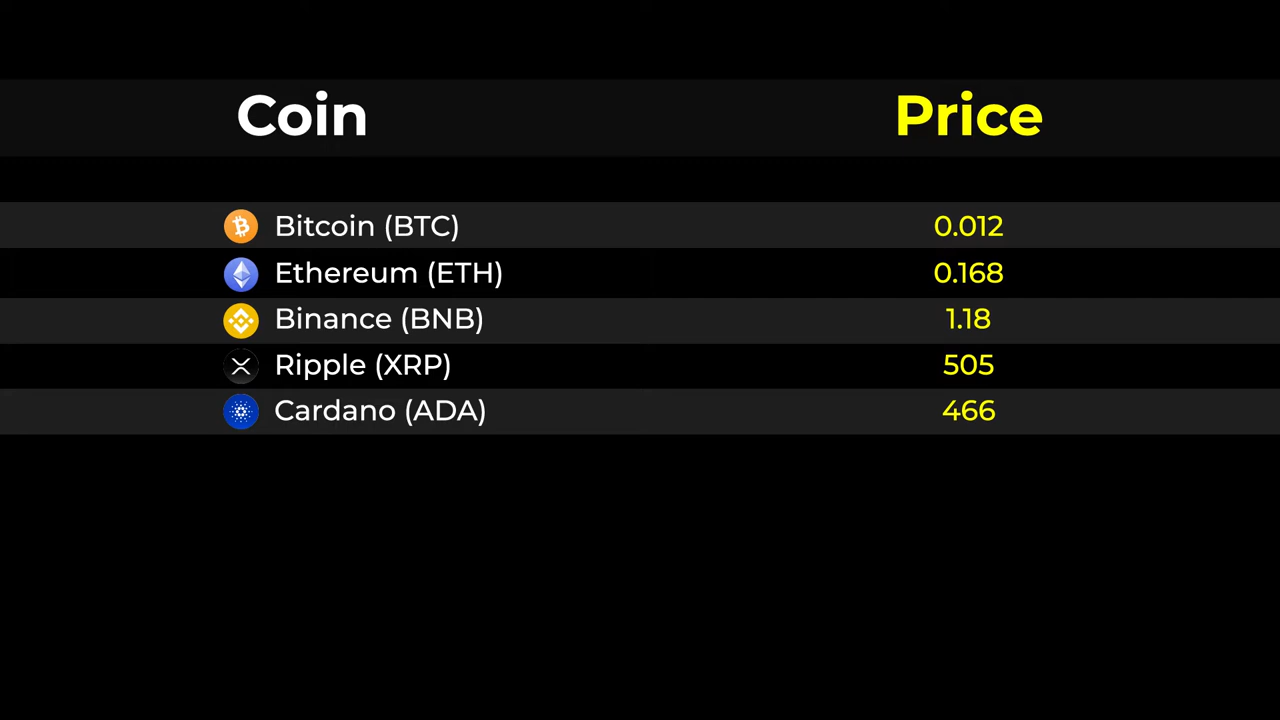 Coin Price
Bitcoin (BTC) 0.012
Ethereum (ETH) 0.168
Binance (BNB) 1.18
Ripple (XRP) 505
Cardano (ADA) 466